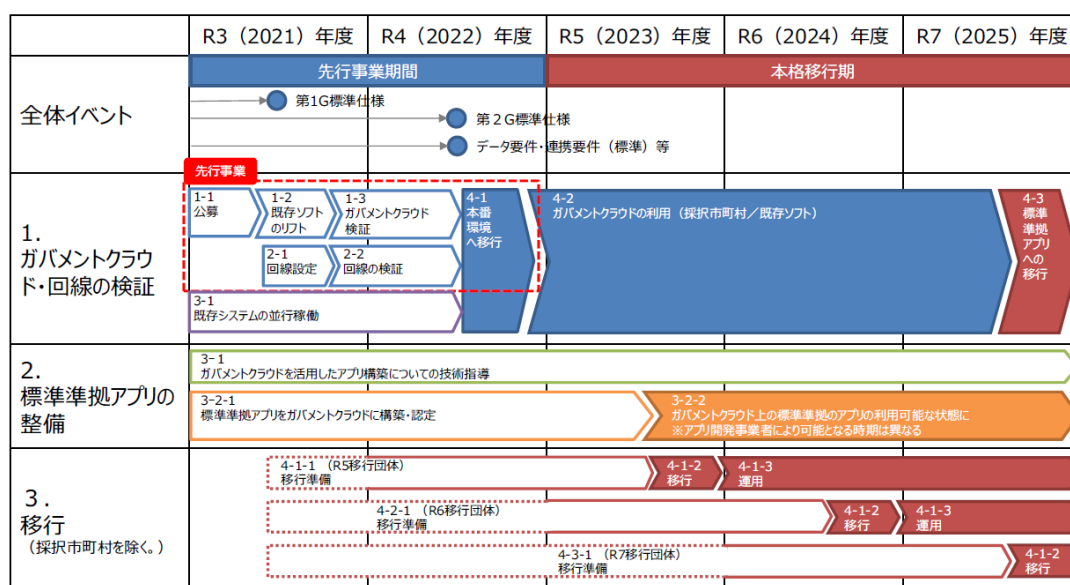 R3（2021）年度
R4（2022）年度
R5（2023）年度
R6（2024）年度
R7（2025）年度
全体イベント
先行事業期間
本格移行期
第1G標準仕様
第２G標準仕様
データ要件・連携要件（標準）等
1．
ガバメントクラウ
ド・回線の検証
先行事業
1-1
公募
1-2
既存ソフト
のリフト
1-3
ガバメントクラウド
検証
2-1
回線設定
2-2
回線の検証
3-1
既存システムの並行稼働
4-1
本番
環境
へ移行
4-2
ガバメントクラウドの利用（採択市町村／既存ソフト）
4-3
標準
準拠
アプリ
への
移行
2．
標準準拠アプリの
整備
3-1
ガバメントクラウドを活用したアプリ構築についての技術指導
3-2-1
標準準拠アプリをガバメントクラウドに構築・認定
3-2-2
ガバメントクラウド上の標準準拠のアプリの利用可能な状態に
※アプリ開発事業者により可能となる時期は異なる
３．
移行
（採択市町村を除く。）
4-1-1 （R5移行団体）
移行準備
4-1-2
移行
4-1-3
運用
4-2-1 （R6移行団体）
移行準備
4-1-2
移行
4-1-3
運用
4-3-1 （R7移行団体）
移行準備
4-1-2
移行